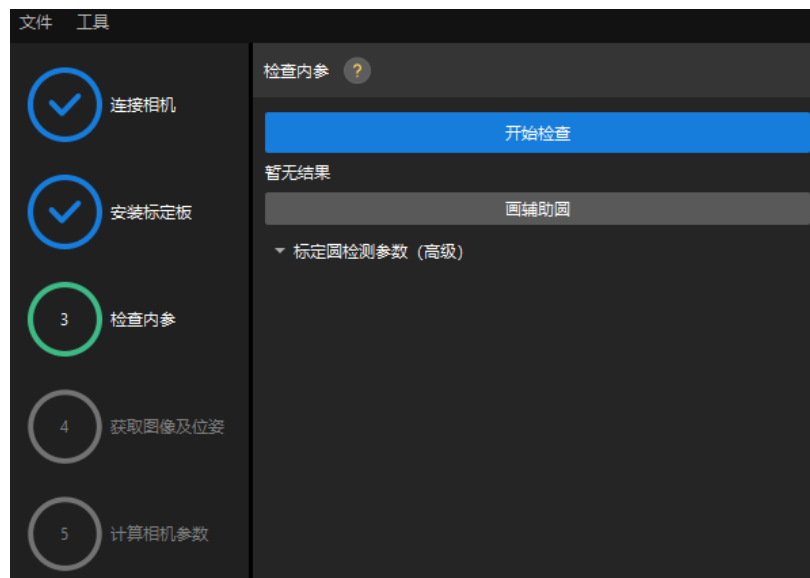 文件 工具
连接相机
安装标定板
3 检查内参
4 获取图像及位姿
5 计算相机参数
检查内参 ?
开始检查
暂无结果
画辅助圆
标定圆检测参数（高级）